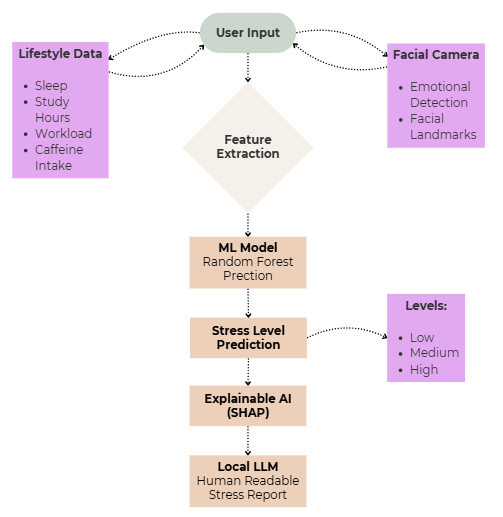 User Input
Lifestyle Data
• Sleep
• Study
Hours
• Workload
• Caffeine
Intake
Facial Camera
• Emotional
Detection
• Facial
Landmarks
Feature
Extraction
ML Model
Random Forest
Prection
Stress Level
Prediction
Levels:
• Low
• Medium
• High
Explainable AI
(SHAP)
Local LLM
Human Readable
Stress Report